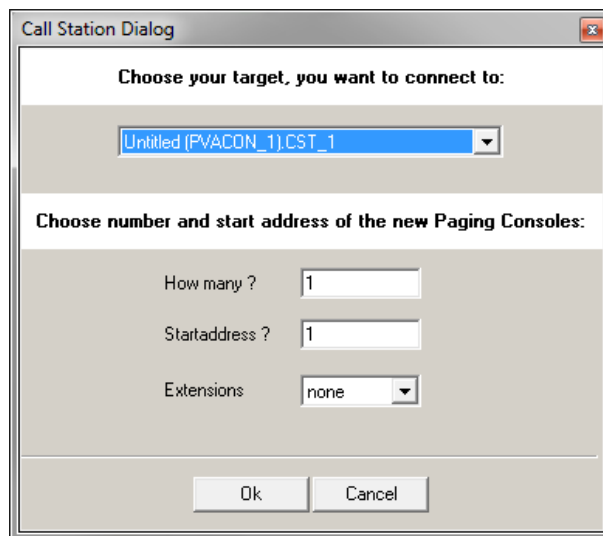 Call Station Dialog
Choose your target, you want to connect to:
Untitled (PVACON_1).CST_1
Choose number and start address of the new Paging Consoles:
How many ? 1
Startaddress ? 1
Extensions none
Ok Cancel